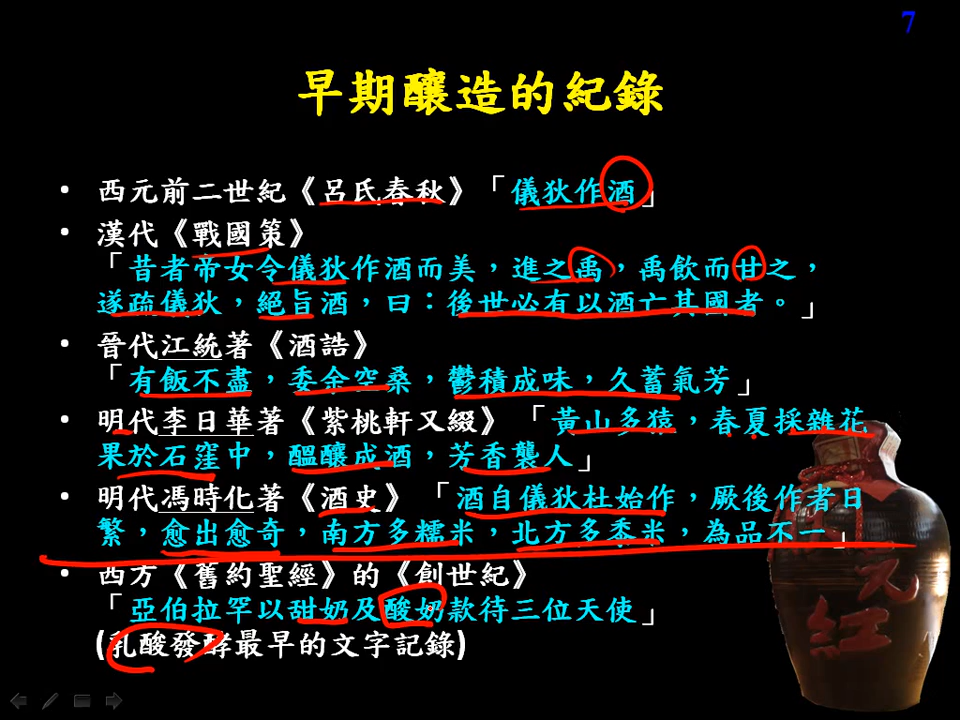 7
早期釀造的紀錄
• 西元前二世紀《呂氏春秋》「儀狄作酒」
• 漢代《戰國策》
「昔者帝女令儀狄作酒而美，進之禹，禹飲而甘之，
遂疏儀狄，絕旨酒，曰：後世必有以酒亡其國者。」
• 晉代江統著《酒誥》
「有飯不盡，委余空桑，鬱積成味，久蓄氣芳」
• 明代李日華著《紫桃軒又綴》「黃山多猿，春夏採雜花
果於石窪中，醞釀成酒，芳香襲人」
• 明代馮時化著《酒史》「酒自儀狄杜始作，厥後作者日
繁，愈出愈奇，南方多糯米，北方多黍米，為品不一」
• 西方《舊約聖經》的《創世紀》
「亞伯拉罕以甜奶及酸奶款待三位天使」
(乳酸發酵最早的文字記錄)
元紅